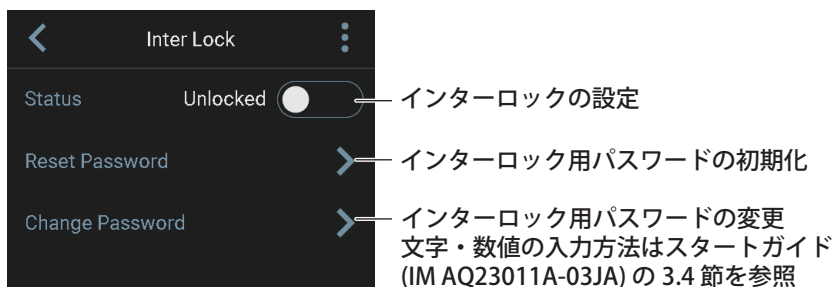 Inter Lock
Status Unlocked インターロックの設定
Reset Password インターロック用パスワードの初期化
Change Password インターロック用パスワードの変更
文字・数値の入力方法はスタートガイド
(IM AQ23011A-03JA) の 3.4 節を参照